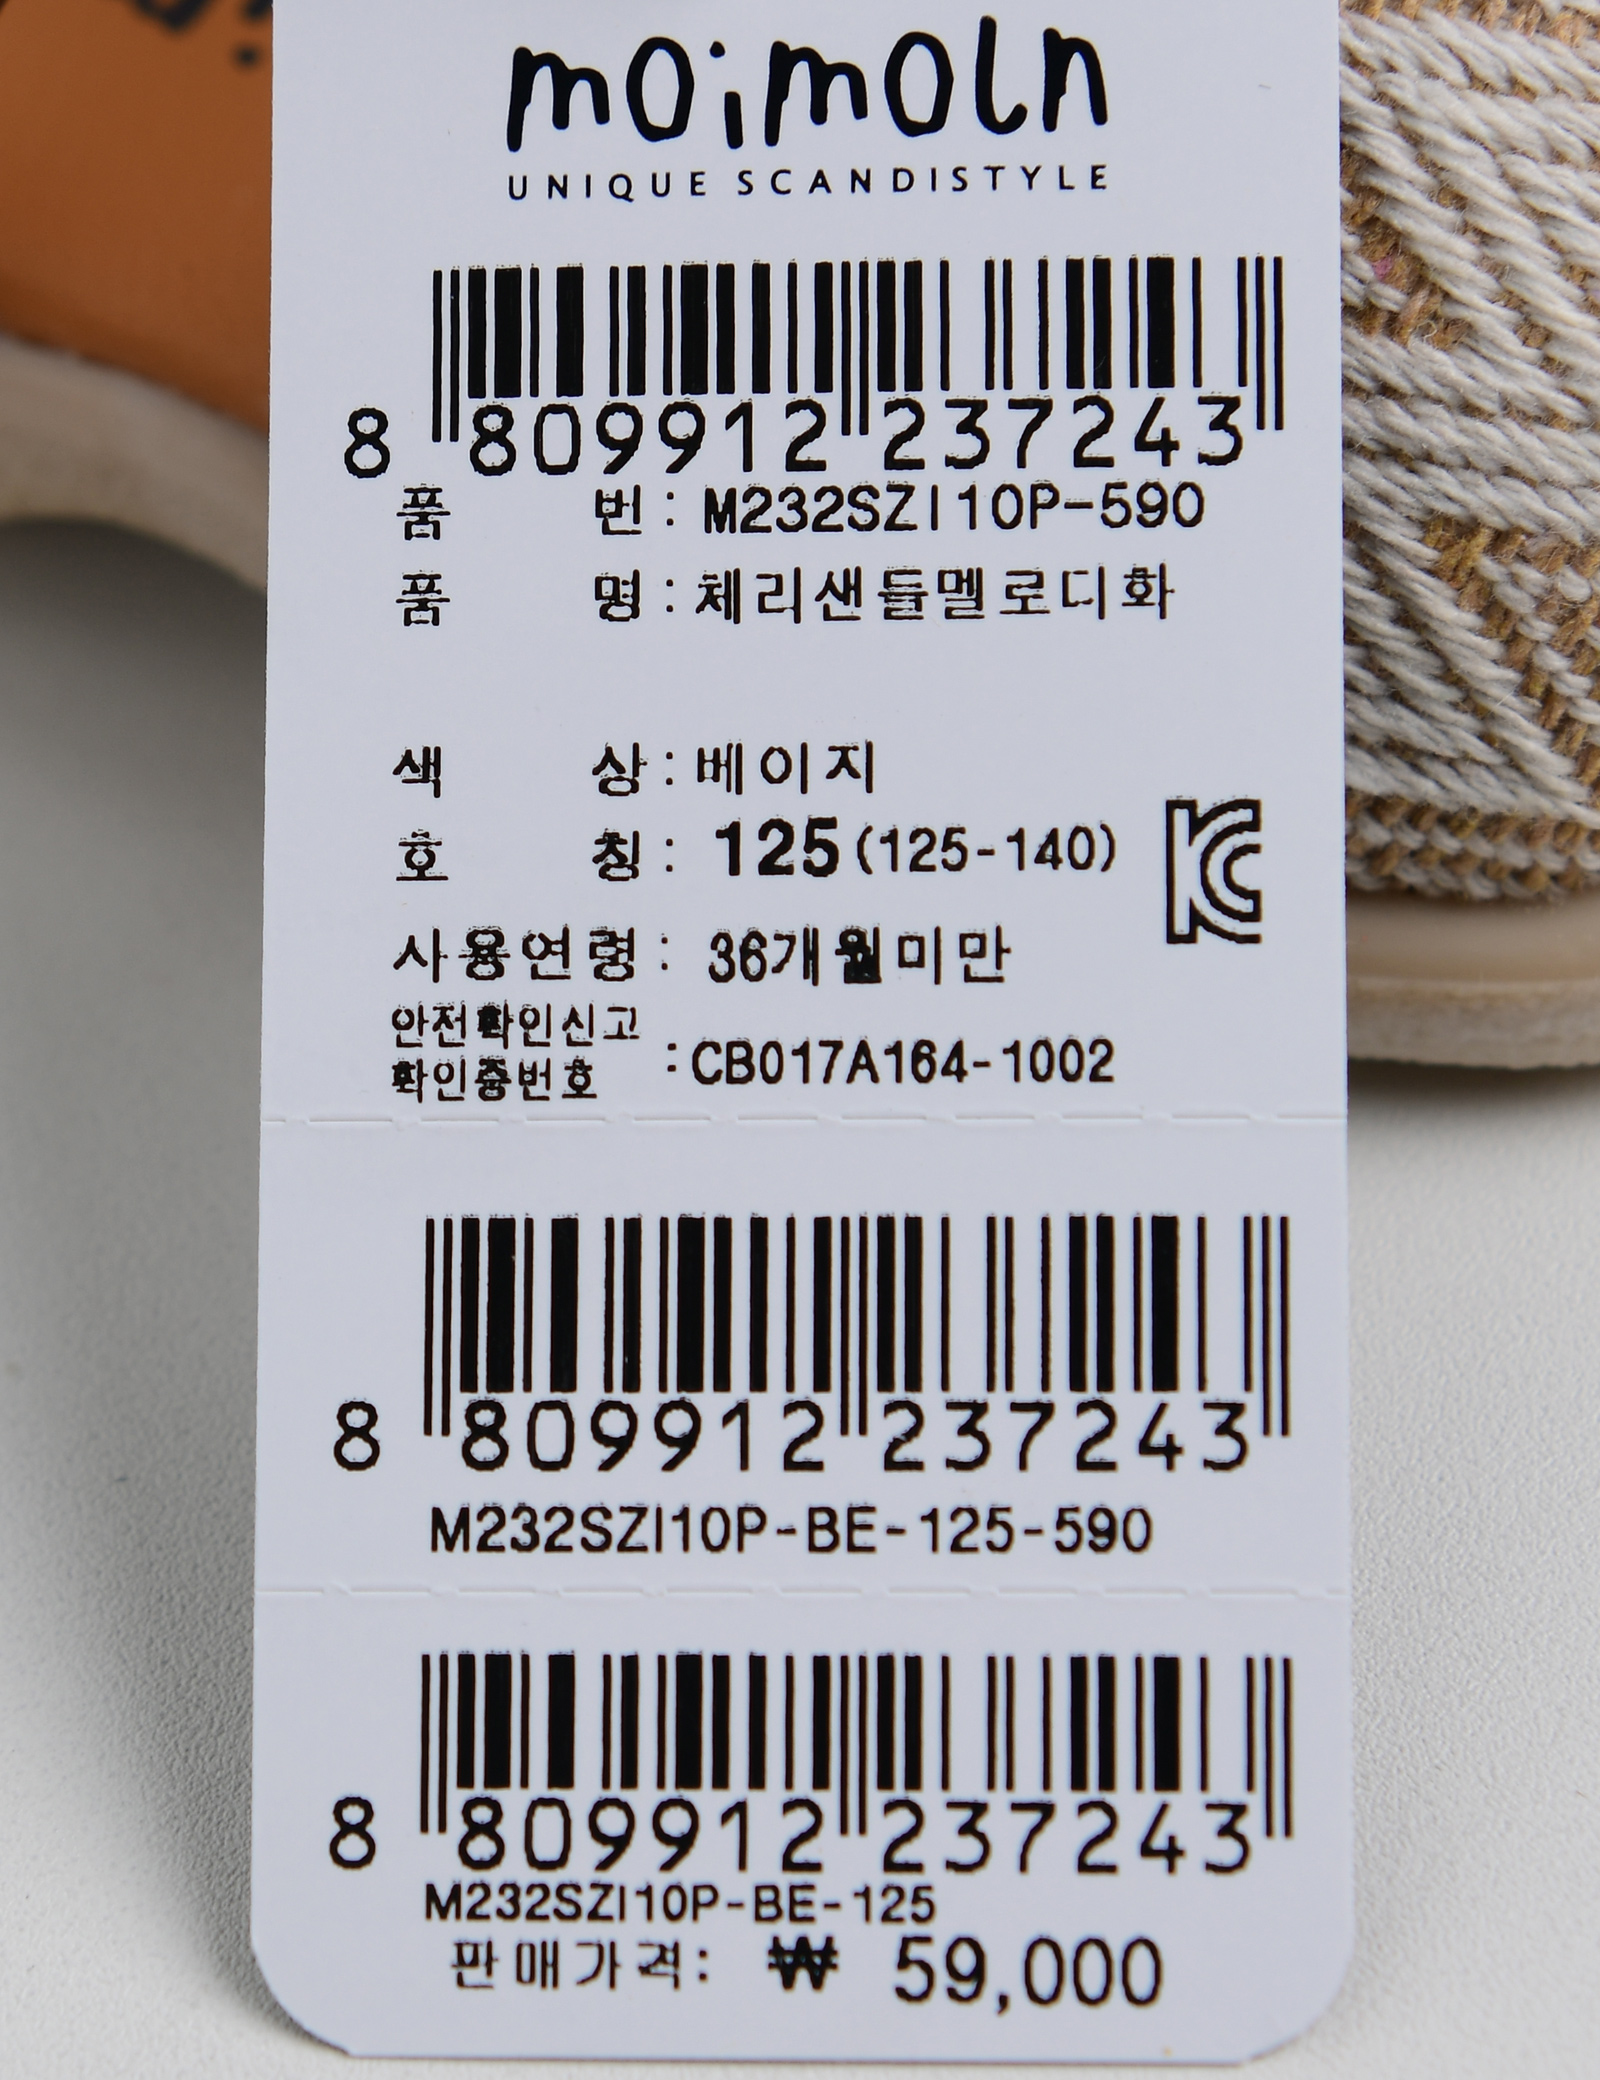 moimoln
UNIQUE SCANDISTYLE
8 809912 237243
품 번 : M232SZI10P-590
품 명 : 체리샌들멜로디화
색 상 : 베이지
호 칭 : 125 (125-140)
사용연령 : 36개월미만
안전확인신고
확인증번호 : CB017A164-1002
8 809912 237243
M232SZI10P-BE-125-590
8 809912 237243
M232SZI10P-BE-125
판매가격: ₩ 59,000